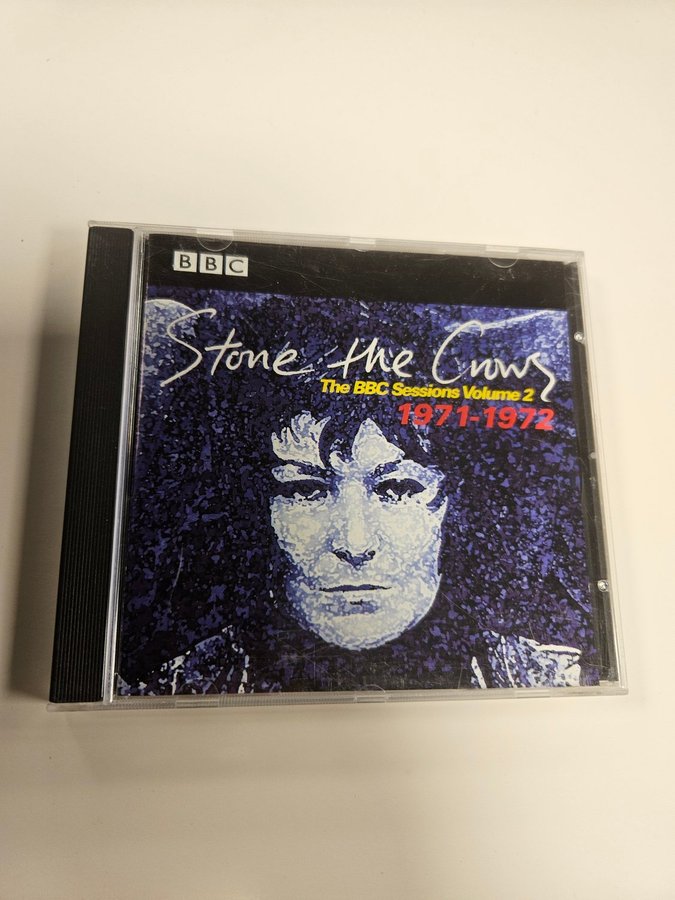 BBC
Stone the Crows
The BBC Sessions Volume 2
1971-1972